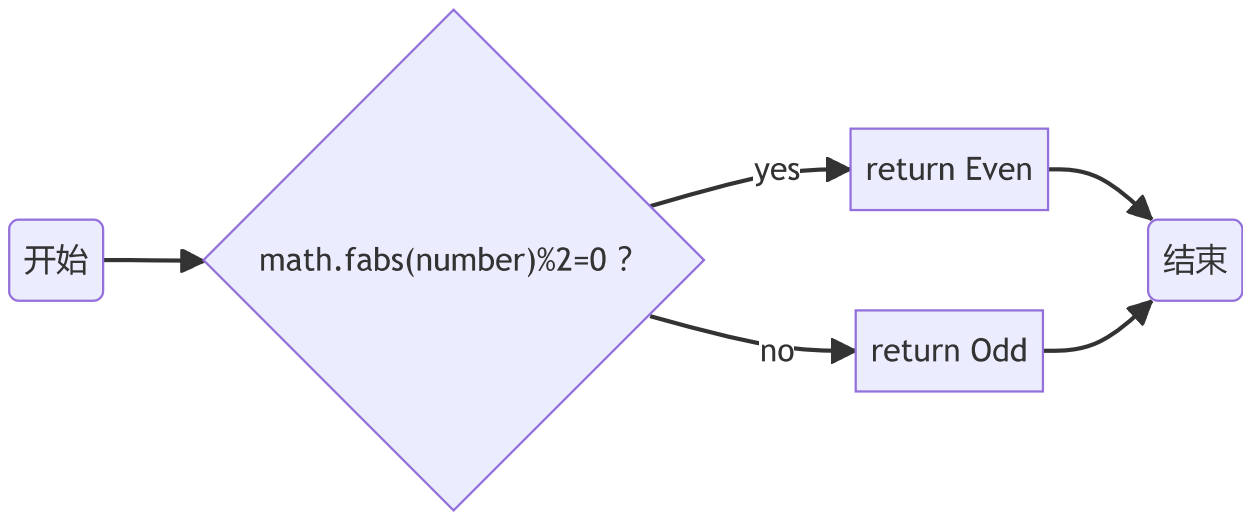 开始
math.fabs(number)%2=0 ?
yes
return Even
no
return Odd
结束